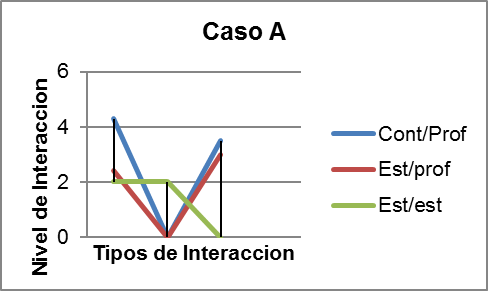 Caso A
Nivel de Interaccion
6
4
2
0
Tipos de Interaccion
Cont/Prof
Est/prof
Est/est